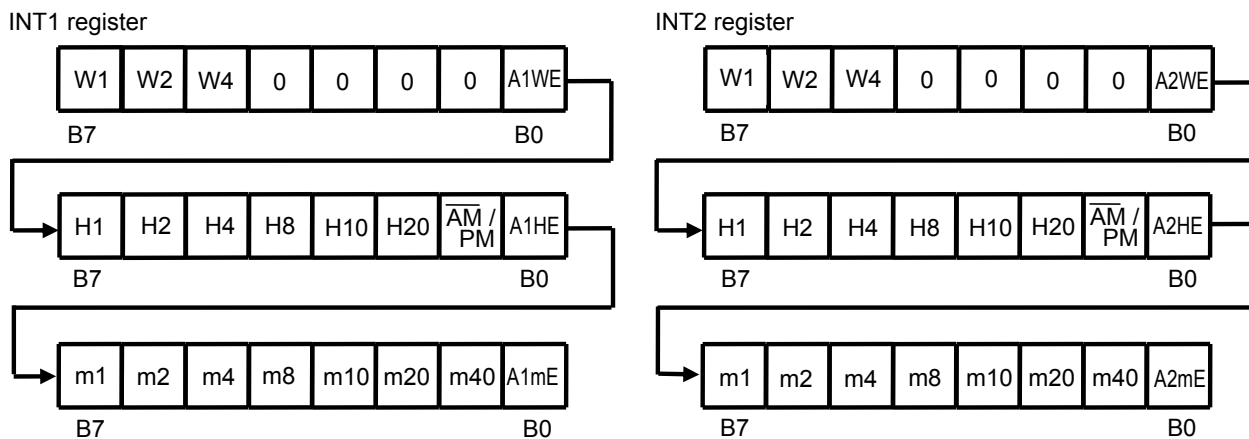 INT1 register
W1 W2 W4 0 0 0 0 A1WE
B7 B0
H1 H2 H4 H8 H10 H20 AM / PM A1HE
B7 B0
m1 m2 m4 m8 m10 m20 m40 A1mE
B7 B0
INT2 register
W1 W2 W4 0 0 0 0 A2WE
B7 B0
H1 H2 H4 H8 H10 H20 AM / PM A2HE
B7 B0
m1 m2 m4 m8 m10 m20 m40 A2mE
B7 B0